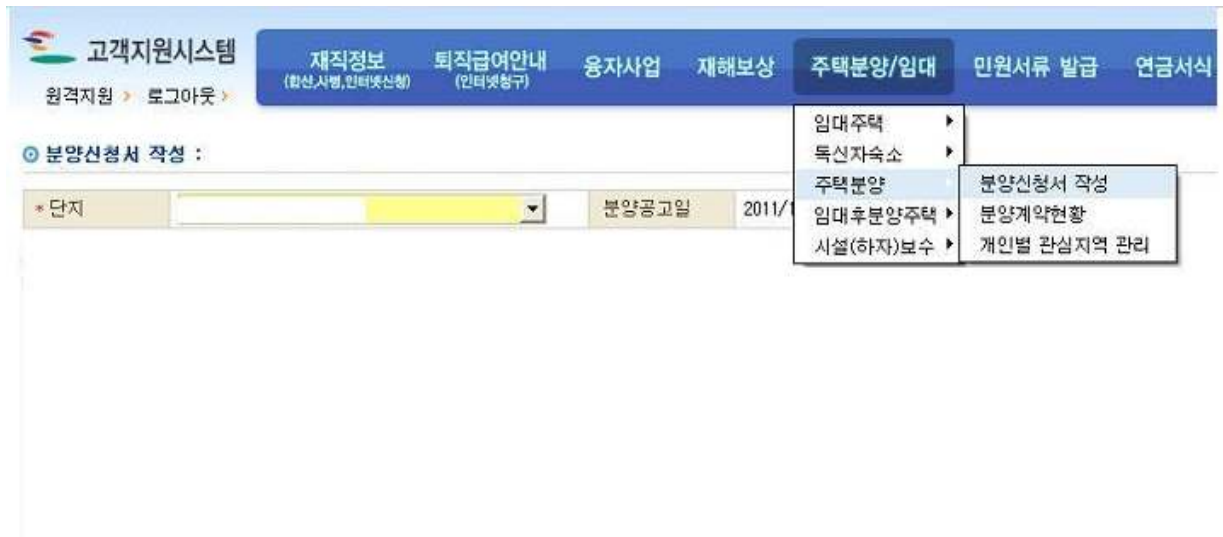 고객지원시스템
원격지원 > 로그아웃 >
재직정보 퇴직급여안내 융자사업 재해보상 주택분양/임대 민원서류 발급 연금서식
(합산,사병,인터넷신청) (인터넷청구)
임대주택
독신자숙소
주택분양
임대후분양주택
시설(하자)보수
분양신청서 작성
분양계약현황
개인별 관심지역 관리
분양신청서 작성 :
* 단지 분양공고일 2011/1